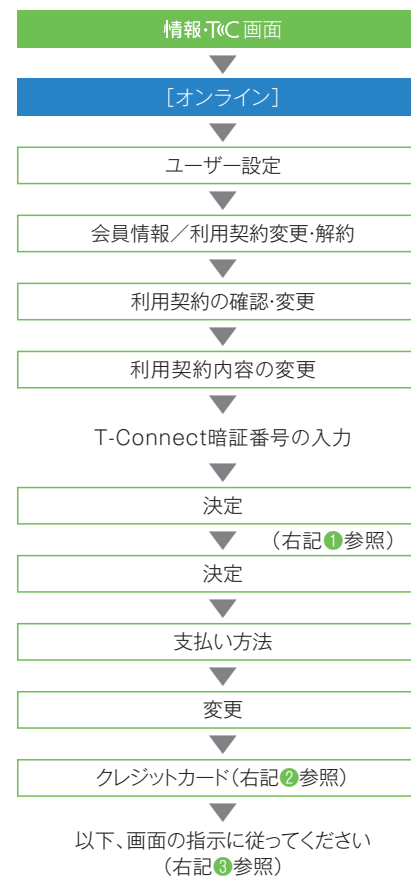 情報・T-C画面
[オンライン]
ユーザー設定
会員情報／利用契約変更・解約
利用契約の確認・変更
利用契約内容の変更
T-Connect暗証番号の入力
決定
（右記❶参照）
決定
支払い方法
変更
クレジットカード（右記❷参照）
以下、画面の指示に従ってください
（右記❸参照）